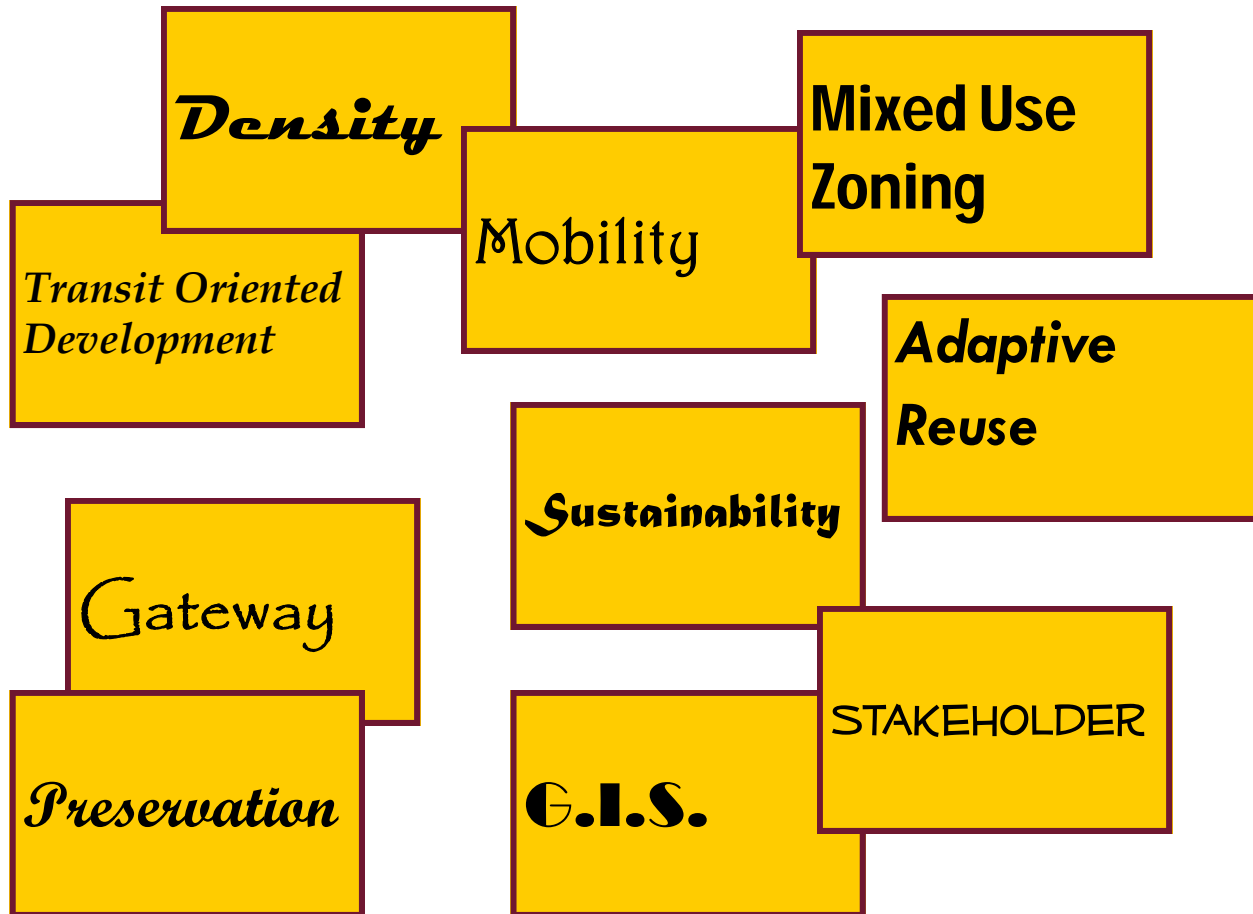 Density
Mixed Use
Zoning
Mobility
Transit Oriented
Development
Adaptive
Reuse
Sustainability
Gateway
STAKEHOLDER
Preservation
G.I.S.